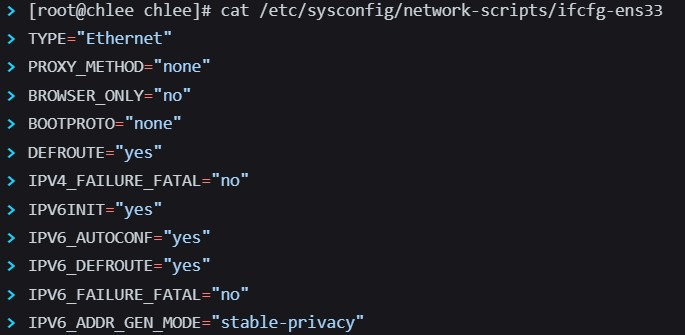 > [root@chlee chlee]# cat /etc/sysconfig/network-scripts/ifcfg-ens33
> TYPE="Ethernet"
> PROXY_METHOD="none"
> BROWSER_ONLY="no"
> BOOTPROTO="none"
> DEFROUTE="yes"
> IPV4_FAILURE_FATAL="no"
> IPV6INIT="yes"
> IPV6_AUTOCONF="yes"
> IPV6_DEFROUTE="yes"
> IPV6_FAILURE_FATAL="no"
> IPV6_ADDR_GEN_MODE="stable-privacy"